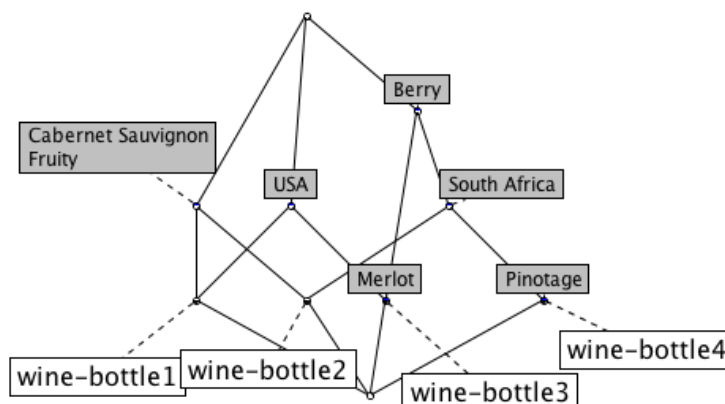 Berry
Cabernet Sauvignon
Fruity
USA
South Africa
Merlot
Pinotage
wine-bottle1
wine-bottle2
wine-bottle3
wine-bottle4